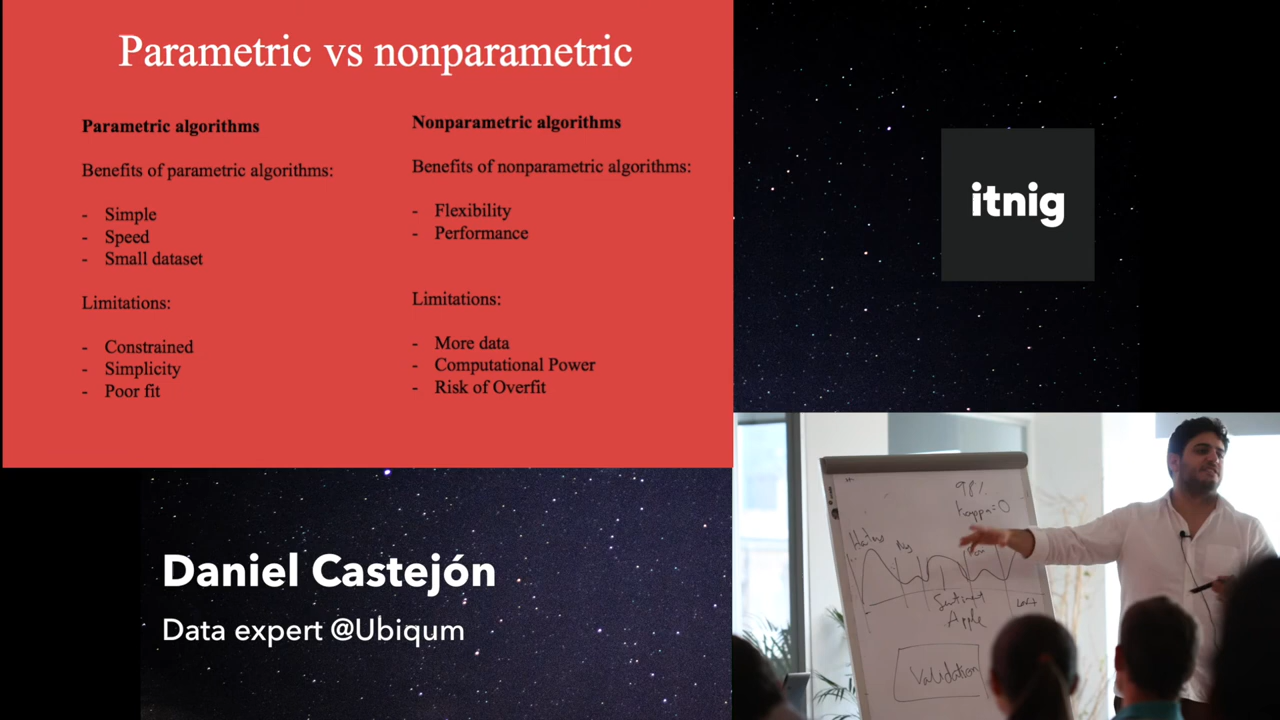 Parametric vs nonparametric
Parametric algorithms
Benefits of parametric algorithms:
- Simple
- Speed
- Small dataset
Limitations:
- Constrained
- Simplicity
- Poor fit
Nonparametric algorithms
Benefits of nonparametric algorithms:
- Flexibility
- Performance
Limitations:
- More data
- Computational Power
- Risk of Overfit
itnig
Daniel Castejón
Data expert @Ubiqum
98%
kappa=0
Sentiment
Apple
Validation